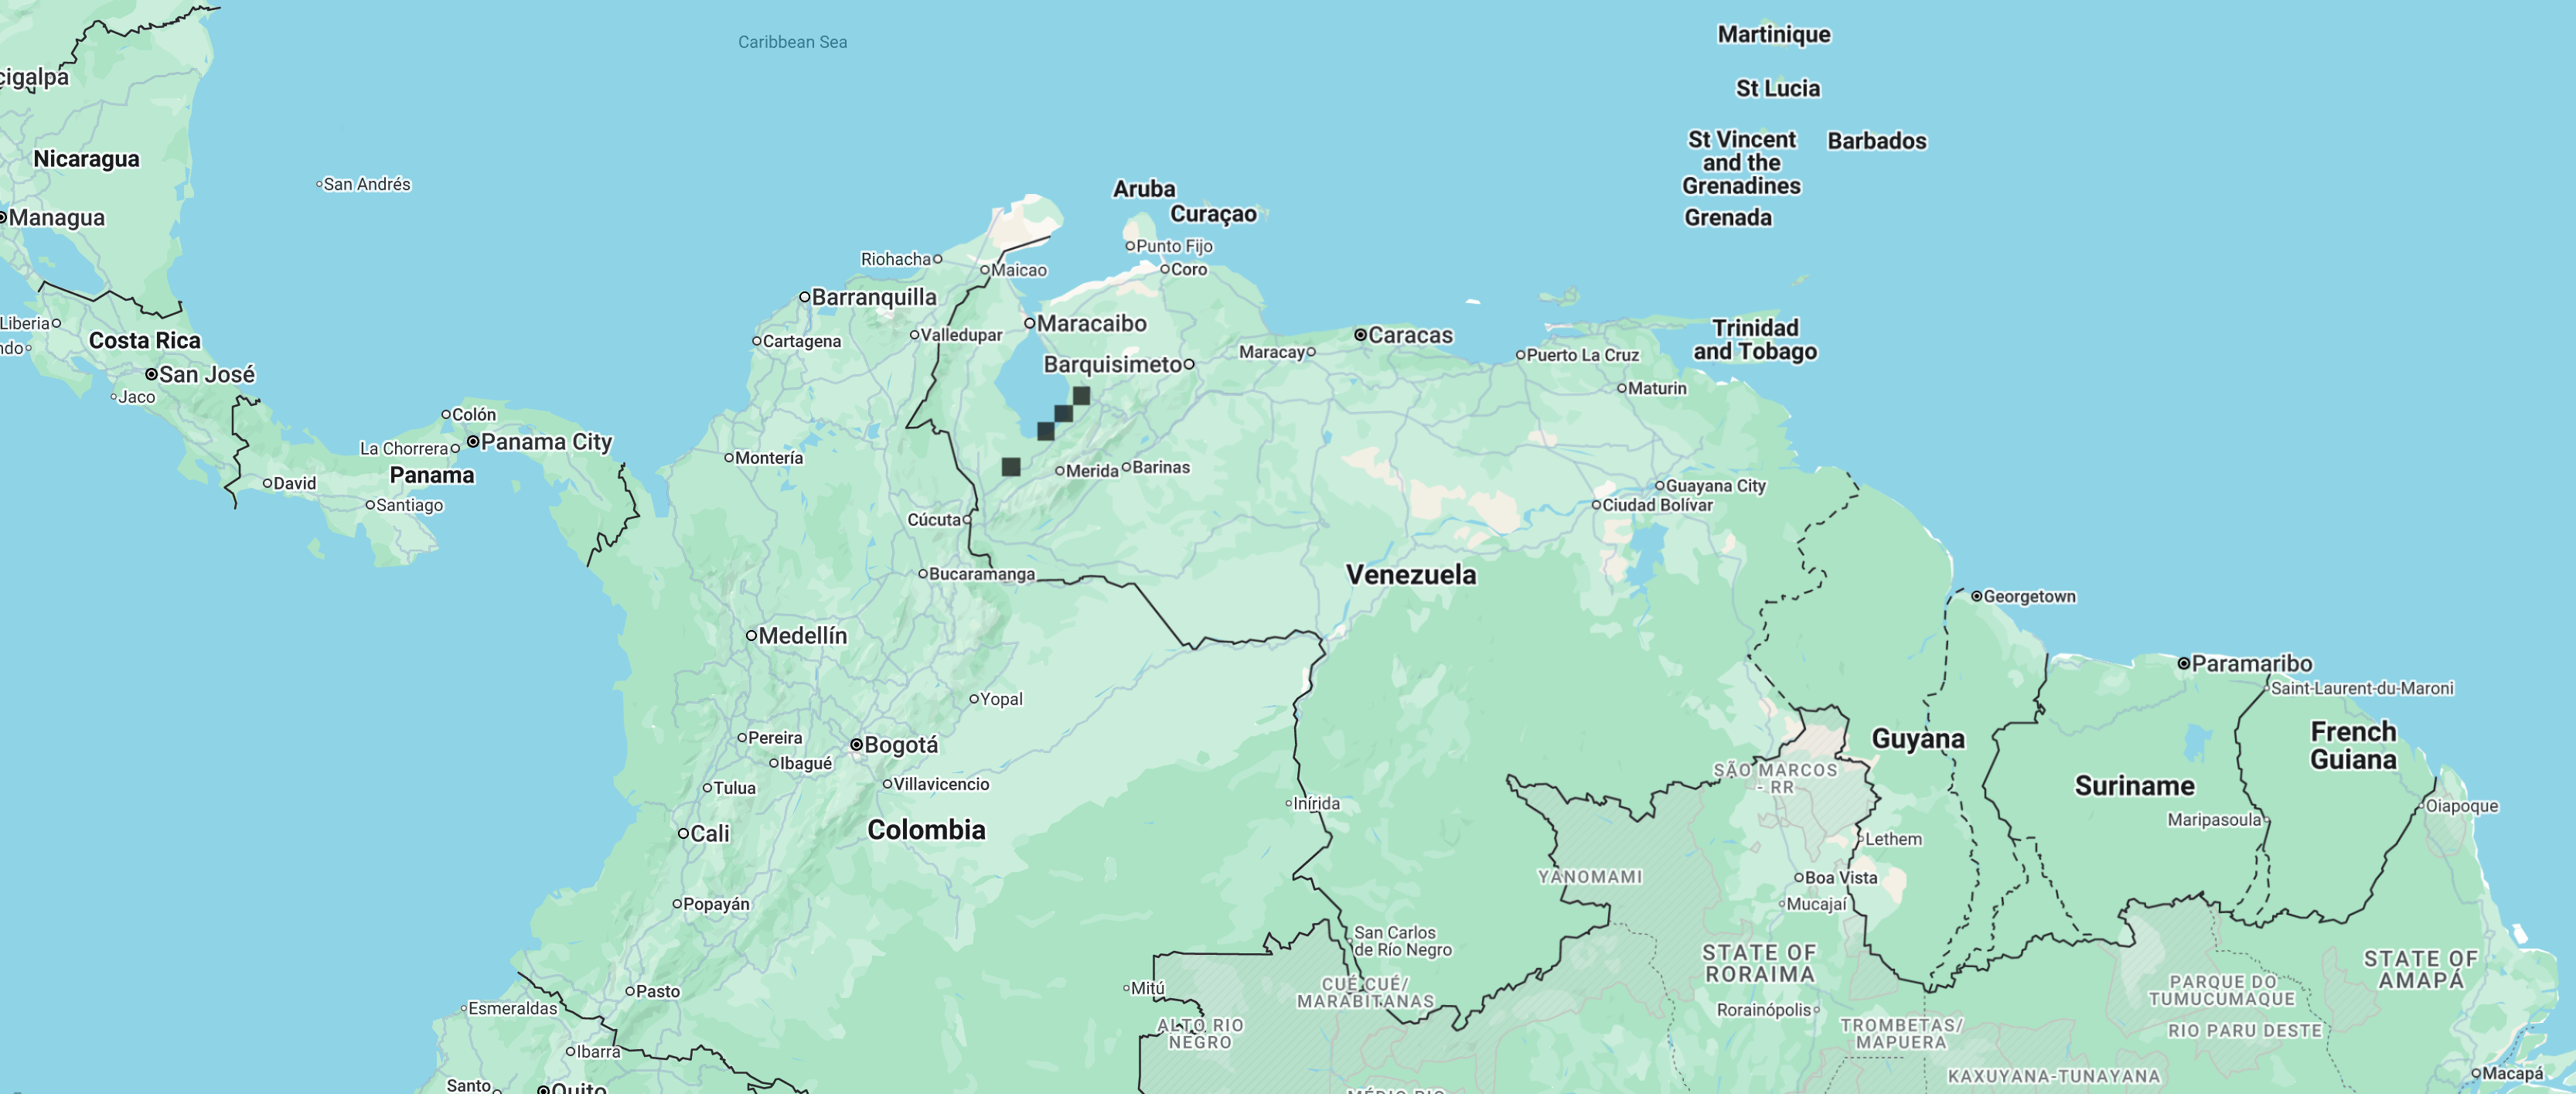 Martinique
Caribbean Sea
cigalpa
St Lucia
St Vincent
and the
Grenadines
Barbados
Nicaragua
San Andrés
Aruba
Curaçao
Grenada
Managua
Punto Fijo
Riohacha
Maicao
Coro
Barranquilla
Liberia
Maracaibo
Trinidad
and Tobago
Costa Rica
Cartagena
Valledupar
Caracas
ndo
Barquisimeto
Maracay
Puerto La Cruz
San José
Maturin
Jaco
Colón
Panama City
La Chorrera
Montería
Panama
David
Merida
Barinas
Santiago
Guayana City
Ciudad Bolívar
Cúcuta
Bucaramanga
Venezuela
Georgetown
Medellín
Paramaribo
Saint-Laurent-du-Maroni
Yopal
Pereira
Bogotá
Guyana
French
Guiana
Ibagué
SÃO MARCOS
- RR
Tulua
Villavicencio
Suriname
Inírida
Oiapoque
Cali
Colombia
Maripasoula
Lethem
YANOMAMI
Boa Vista
Popayán
Mucajaí
San Carlos
de Río Negro
STATE OF
RORAIMA
STATE OF
AMAPÁ
Pasto
Mitú
CUÉ CUÉ/
MARABITANAS
PARQUE DO
TUMUCUMAQUE
Esmeraldas
Rorainópolis
ALTO RIO
NEGRO
TROMBETAS/
MAPUERA
RIO PARU DESTE
Ibarra
KAXUYANA-TUNAYANA
Macapá
Santo
Quito
MÉDIO RIO